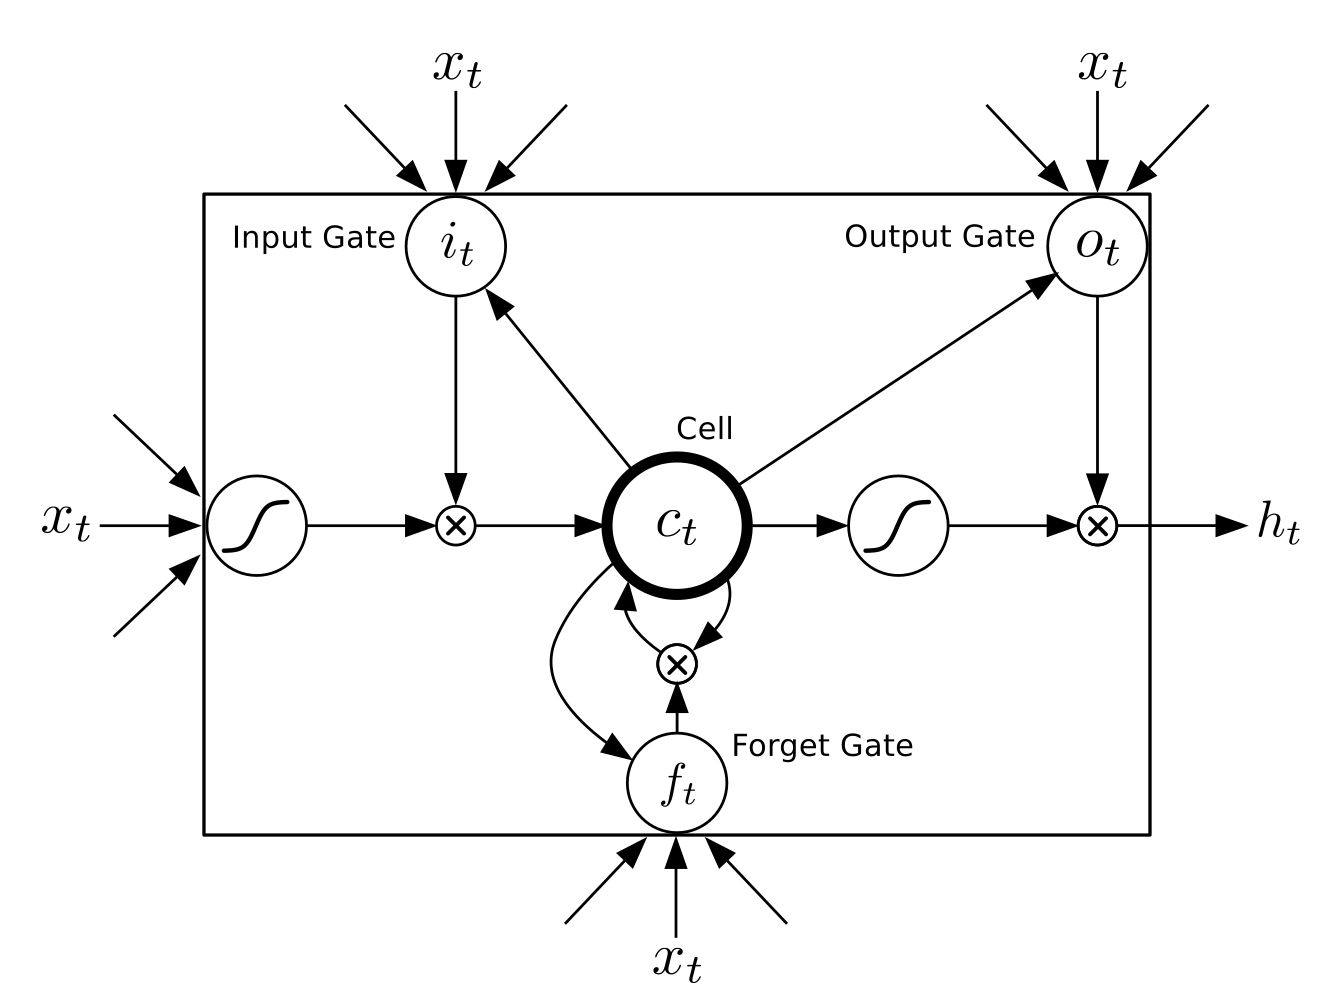 x_t
x_t
Input Gate
i_t
Output Gate
o_t
Cell
x_t
c_t
h_t
Forget Gate
f_t
x_t